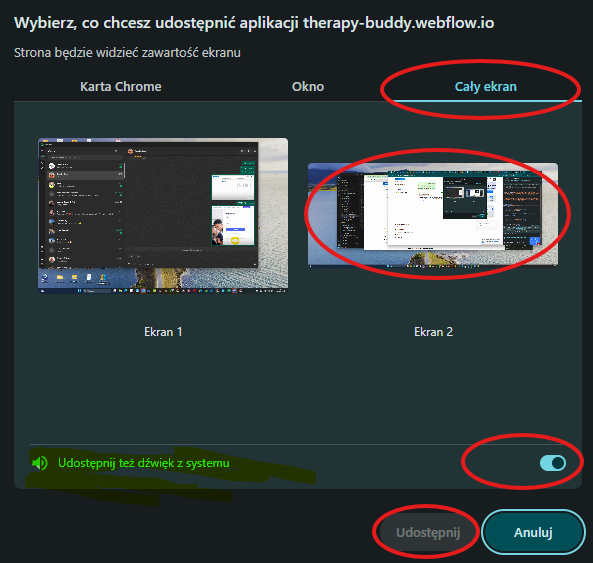 Wybierz, co chcesz udostępnić aplikacji therapy-buddy.webflow.io
Strona będzie widzieć zawartość ekranu
Karta Chrome
Okno
Cały ekran
Ekran 1
Ekran 2
Udostępnij też dźwięk z systemu
Udostępnij
Anuluj